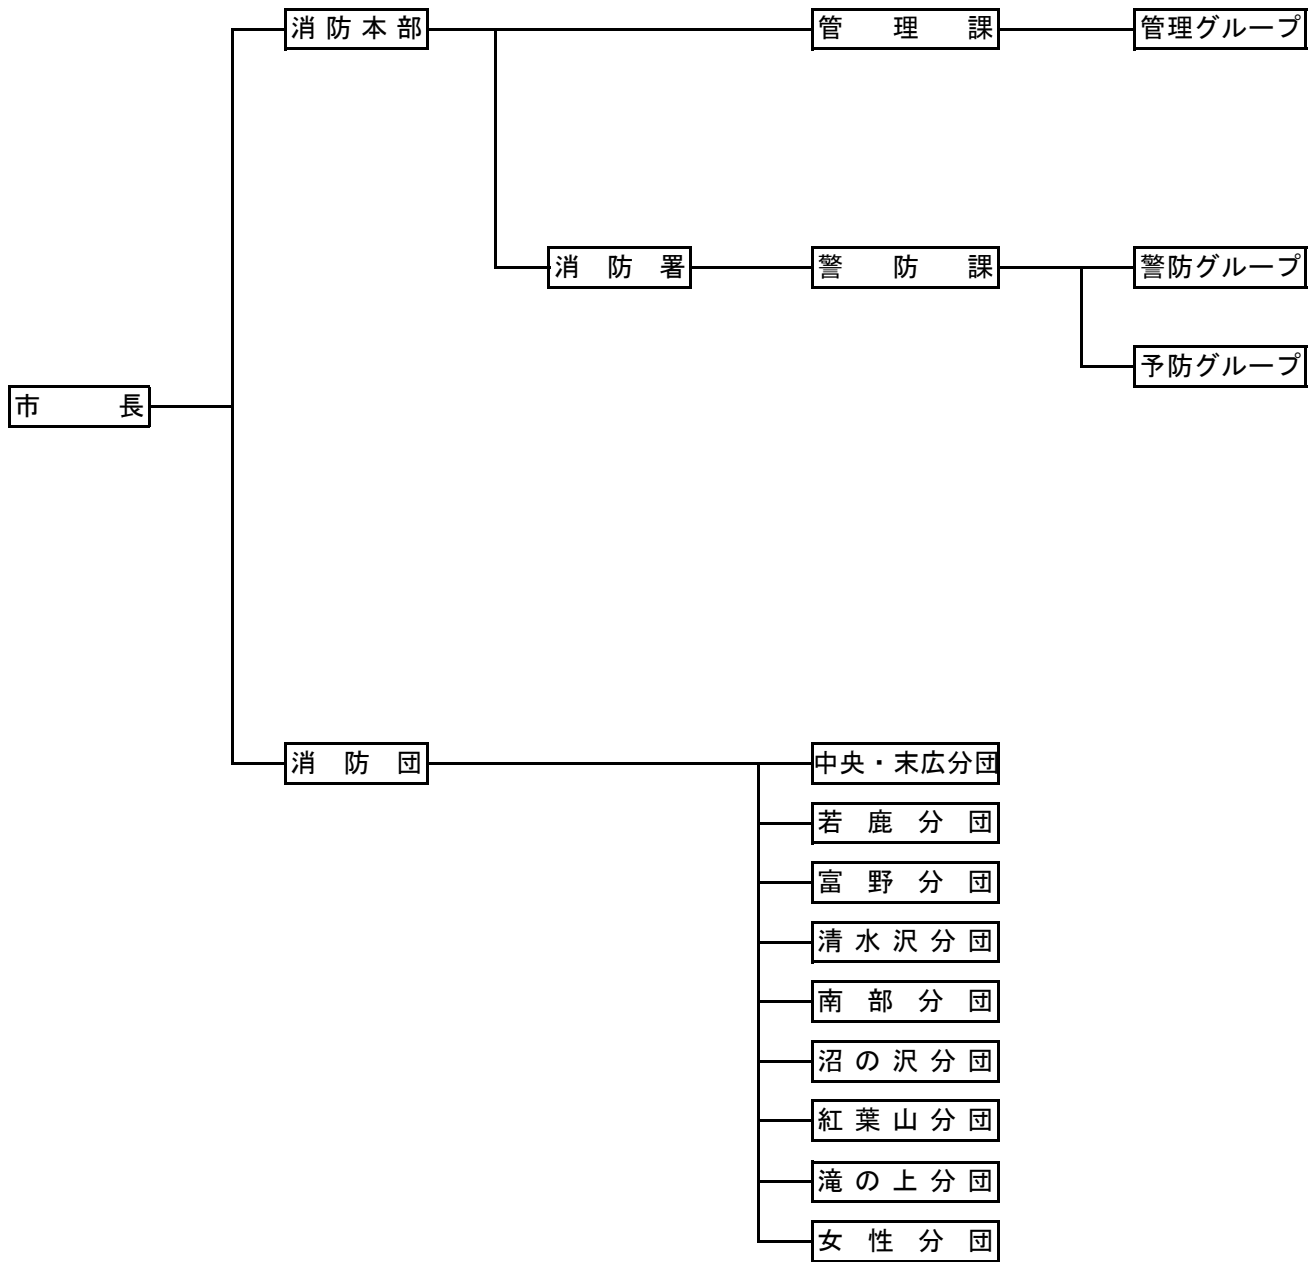 消防本部
管理課
管理グループ
消防署
警防課
警防グループ
予防グループ
市長
消防団
中央・末広分団
若鹿分団
富野分団
清水沢分団
南部分団
沼の沢分団
紅葉山分団
滝の上分団
女性分団